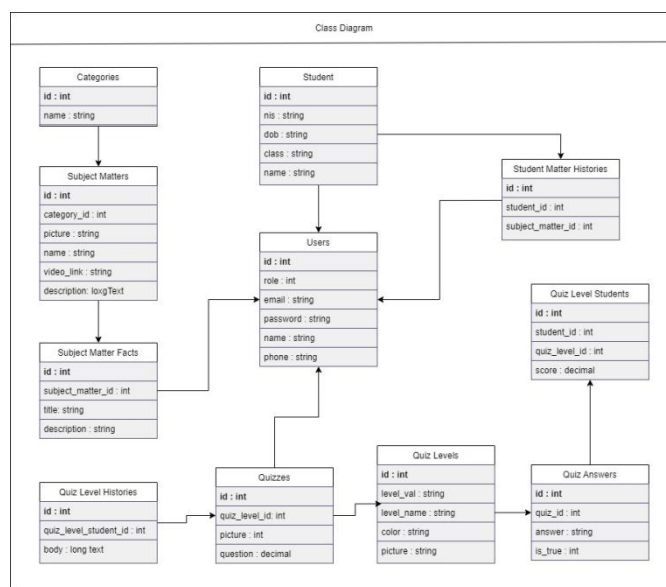 Class Diagram
Categories
id : int
name : string
Student
id : int
nis : string
dob : string
class : string
name : string
Subject Matters
id : int
category_id : int
picture : string
name : string
video_link : string
description: loxgText
Student Matter Histories
id : int
student_id : int
subject_matter_id : int
Users
id : int
role : int
email : string
password : string
name : string
phone : string
Quiz Level Students
id : int
student_id : int
quiz_level_id : int
score : decimal
Subject Matter Facts
id : int
subject_matter_id : int
title: string
description : string
Quiz Level Histories
id : int
quiz_level_student_id : int
body : long text
Quizzes
id : int
quiz_level_id: int
picture : int
question : decimal
Quiz Levels
id : int
level_val : string
level_name : string
color : string
picture : string
Quiz Answers
id : int
quiz_id : int
answer : string
is_true : int